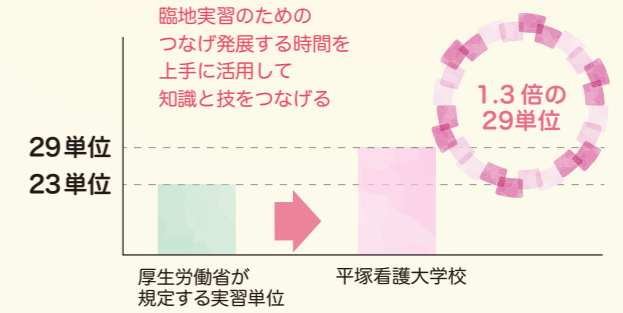 臨地実習のための
つなげ発展する時間を
上手に活用して
知識と技をつなげる
1.3倍の
29単位
29単位
23単位
厚生労働省が
規定する実習単位
平塚看護大学校